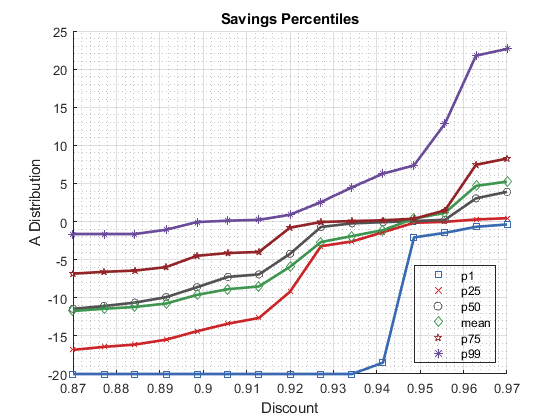 Savings Percentiles
A Distribution
25
20
15
10
5
0
-5
-10
-15
-20
p1
p25
p50
mean
p75
p99
0.87 0.88 0.89 0.9 0.91 0.92 0.93 0.94 0.95 0.96 0.97
Discount